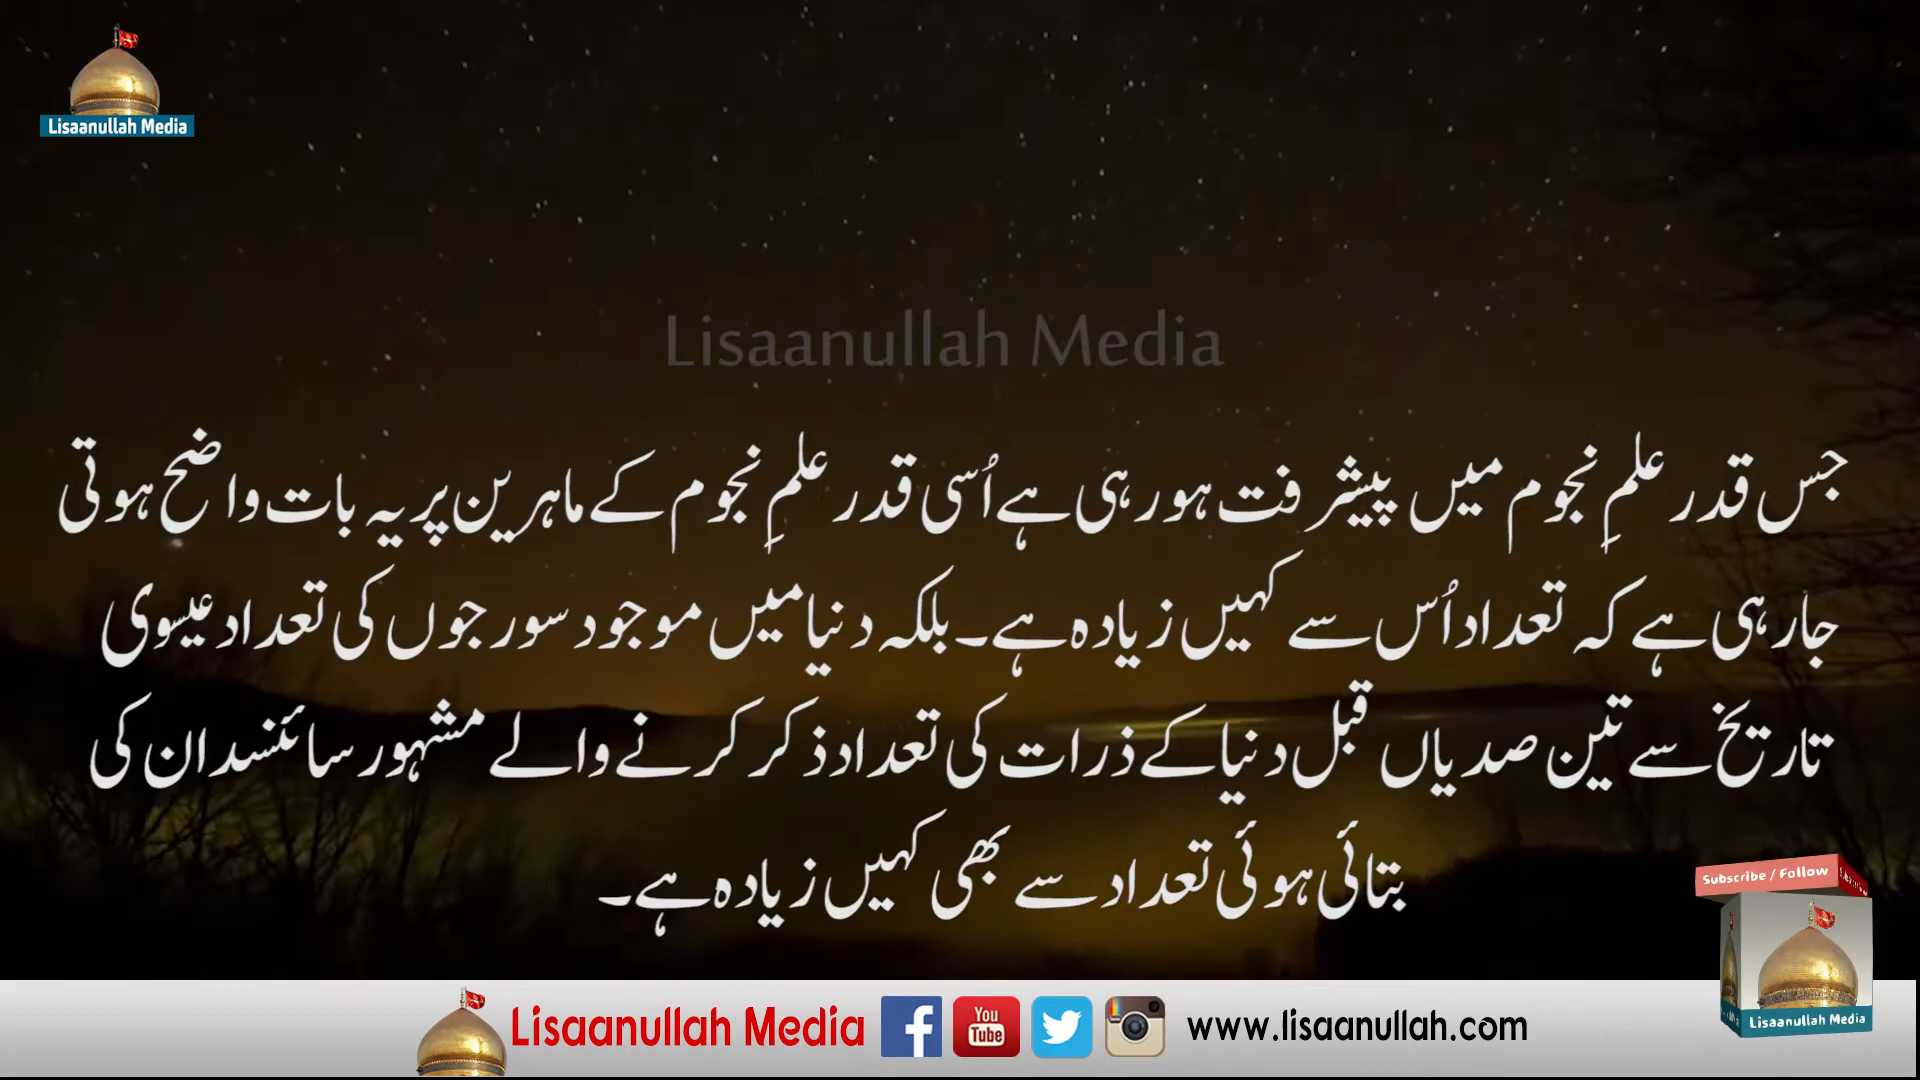 Lisaanullah Media
Lisaanullah Media
جس قدر علمِ نجوم میں پیشرفت ہورہی ہے اُسی قدر علمِ نجوم کے ماہرین پر یہ بات واضح ہوتی
جارہی ہے کہ تعداد اُس سے کہیں زیادہ ہے۔ بلکہ دنیا میں موجود سورجوں کی تعداد عیسوی
تاریخ سے تین صدیاں قبل دنیا کے ذرات کی تعداد ذکر کرنے والے مشہور سائنسدان کی
بتائی ہوئی تعداد سے بھی کہیں زیادہ ہے۔
Subscribe / Follow
Lisaanullah Media
Lisaanullah Media
You Tube
www.lisaanullah.com